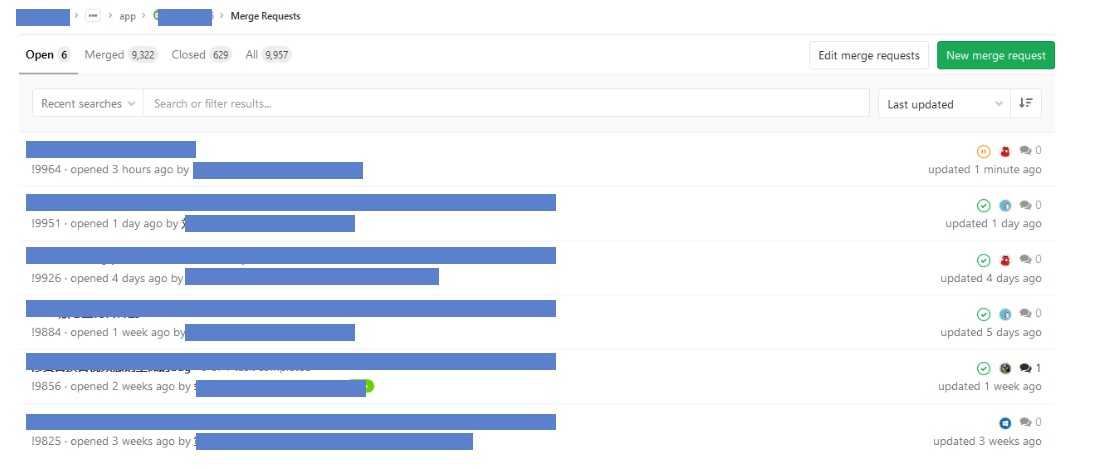 app Merge Requests
Open 6 Merged 9,322 Closed 629 All 9,957 Edit merge requests New merge request
Recent searches Search or filter results... Last updated
0
!9964 · opened 3 hours ago by updated 1 minute ago
0
!9951 · opened 1 day ago by updated 1 day ago
0
!9926 · opened 4 days ago by updated 4 days ago
0
!9884 · opened 1 week ago by updated 5 days ago
1
!9856 · opened 2 weeks ago by updated 1 week ago
0
!9825 · opened 3 weeks ago by updated 3 weeks ago